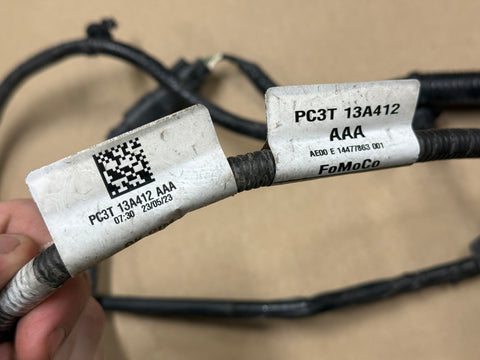 PC3T 13A412 AAA
07:30 23/05/23
PC3T 13A412
AAA
AE00 E 14477863 001
FoMoCo